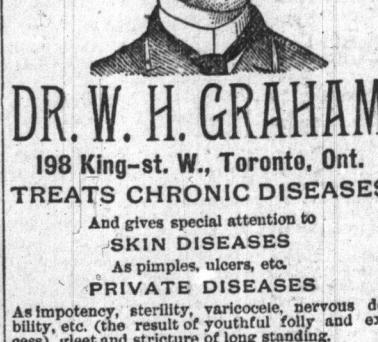 DR. W. H. GRAHAM
198 King-st. W., Toronto, Ont.
TREATS CHRONIC DISEASES
And gives special attention to
SKIN DISEASES
As pimples, ulcers, etc.
PRIVATE DISEASES
As impotency, sterility, varicocele, nervous d
bility, etc. (the result of youthful folly and ex
cess), gleet and stricture of long standing.